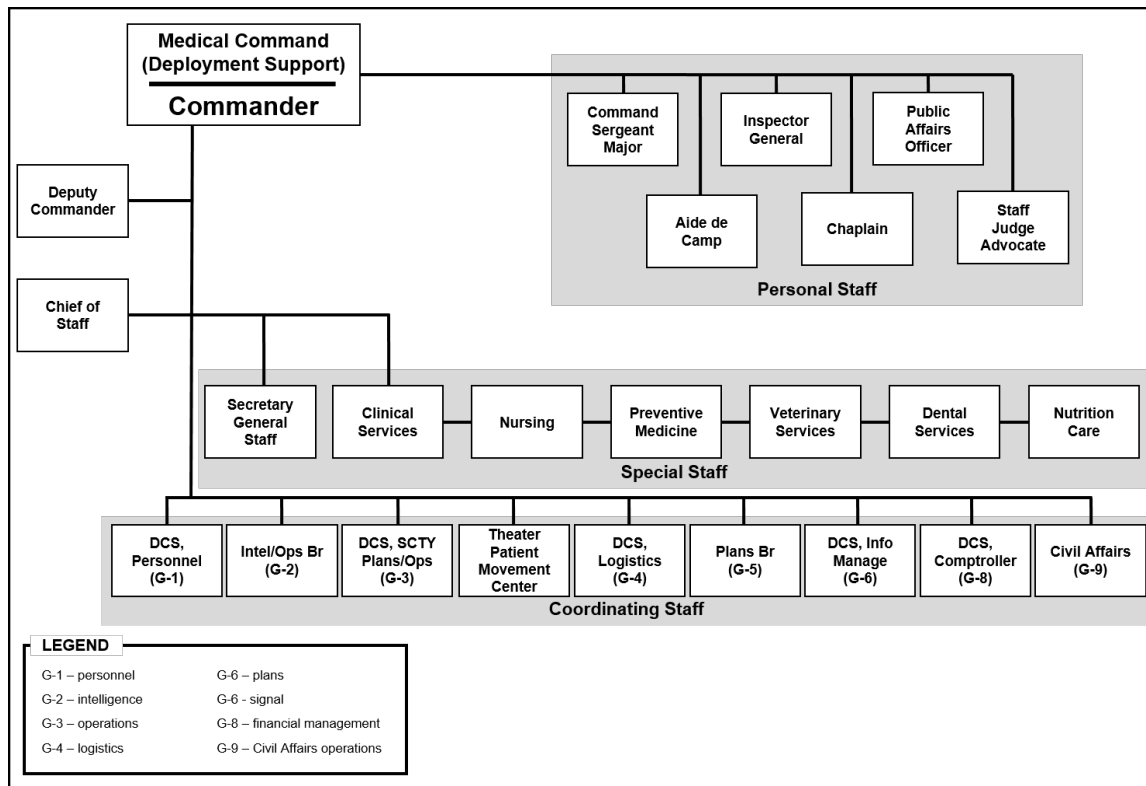 Medical Command
(Deployment Support)
Commander
Command
Sergeant
Major
Inspector
General
Public
Affairs
Officer
Aide de
Camp
Chaplain
Staff
Judge
Advocate
Personal Staff
Deputy
Commander
Chief of
Staff
Secretary
General
Staff
Clinical
Services
Nursing
Preventive
Medicine
Veterinary
Services
Dental
Services
Nutrition
Care
Special Staff
DCS,
Personnel
(G-1)
Intel/Ops Br
(G-2)
DCS, SCTY
Plans/Ops
(G-3)
Theater
Patient
Movement
Center
DCS,
Logistics
(G-4)
Plans Br
(G-5)
DCS, Info
Manage
(G-6)
DCS,
Comptroller
(G-8)
Civil Affairs
(G-9)
Coordinating Staff
LEGEND
G-1 – personnel
G-2 – intelligence
G-3 – operations
G-4 – logistics
G-6 – plans
G-6 - signal
G-8 – financial management
G-9 – Civil Affairs operations